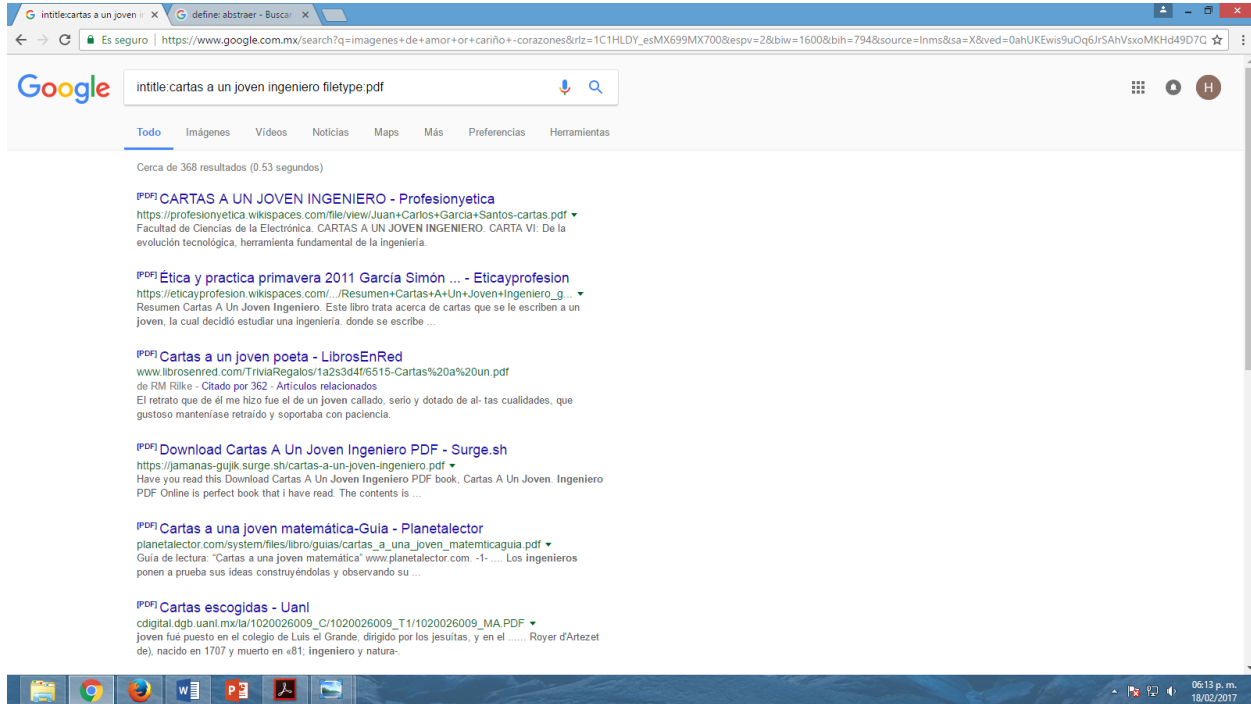 intitle:cartas a un joven in
define: abstraer - Buscar
Es seguro | https://www.google.com.mx/search?q=imagenes+de+amor+or+cariño+-corazones&rlz=1C1HLDY_esMX699MX700&espv=2&biw=1600&bih=794&source=lnms&sa=X&ved=0ahUKEwis9uOq6JrSAhVsxoMKHd49D7Q
Google
intitle:cartas a un joven ingeniero filetype:pdf
H
Todo Imágenes Vídeos Noticias Maps Más Preferencias Herramientas
Cerca de 368 resultados (0.53 segundos)
[PDF] CARTAS A UN JOVEN INGENIERO - Profesionyetica
https://profesionyetica.wikispaces.com/file/view/Juan+Carlos+Garcia+Santos-cartas.pdf
Facultad de Ciencias de la Electrónica. CARTAS A UN JOVEN INGENIERO. CARTA VI: De la
evolución tecnológica, herramienta fundamental de la ingeniería.
[PDF] Ética y practica primavera 2011 García Simón ... - Eticayprofesion
https://eticayprofesion.wikispaces.com/.../Resumen+Cartas+A+Un+Joven+Ingeniero_g...
Resumen Cartas A Un Joven Ingeniero. Este libro trata acerca de cartas que se le escriben a un
joven, la cual decidió estudiar una ingeniería. donde se escribe ...
[PDF] Cartas a un joven poeta - LibrosEnRed
www.librosenred.com/TriviaRegalos/1a2s3d4f/6515-Cartas%20a%20un.pdf
de RM Rilke - Citado por 362 - Artículos relacionados
El retrato que de él me hizo fue el de un joven callado, serio y dotado de al- tas cualidades, que
gustoso manteníase retraído y soportaba con paciencia.
[PDF] Download Cartas A Un Joven Ingeniero PDF - Surge.sh
https://jamanas-gujik.surge.sh/cartas-a-un-joven-ingeniero.pdf
Have you read this Download Cartas A Un Joven Ingeniero PDF book, Cartas A Un Joven. Ingeniero
PDF Online is perfect book that i have read. The contents is ...
[PDF] Cartas a una joven matemática-Guia - Planetalector
planetalector.com/system/files/libro/guias/cartas_a_una_joven_matemticaguia.pdf
Guía de lectura: "Cartas a una joven matemática" www.planetalector.com. -1- .... Los ingenieros
ponen a prueba sus ideas construyéndolas y observando su ...
[PDF] Cartas escogidas - Uanl
cdigital.dgb.uanl.mx/la/1020026009_C/1020026009_T1/1020026009_MA.PDF
joven fué puesto en el colegio de Luis el Grande, dirigido por los jesuítas, y en el ...... Royer d'Artezet
de), nacido en 1707 y muerto en «81; ingeniero y natura-.
06:13 p. m.
18/02/2017